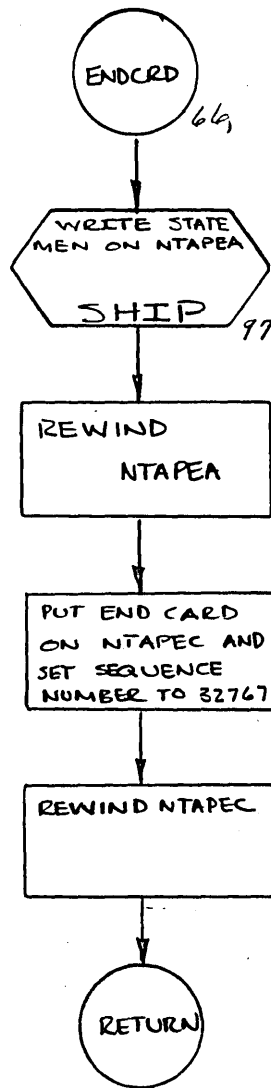 ENDCRD
66,
WRITE STATE
MEN ON NTAPEA
SHIP
97
REWIND
NTAPEA
PUT END CARD
ON NTAPEC AND
SET SEQUENCE
NUMBER TO 32767
REWIND NTAPEC
RETURN